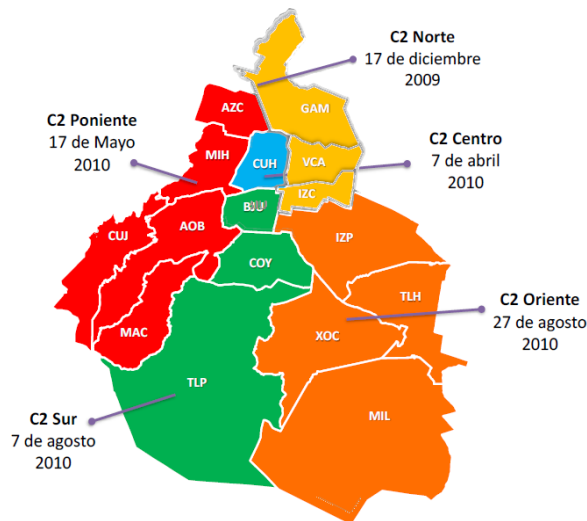 C2 Norte
17 de diciembre
2009
AZC
GAM
C2 Poniente
17 de Mayo
2010
MIH
CUH
VCA
C2 Centro
7 de abril
2010
IZC
BJU
CUJ
AOB
IZP
COY
TLH
MAC
XOC
C2 Oriente
27 de agosto
2010
TLP
MIL
C2 Sur
7 de agosto
2010